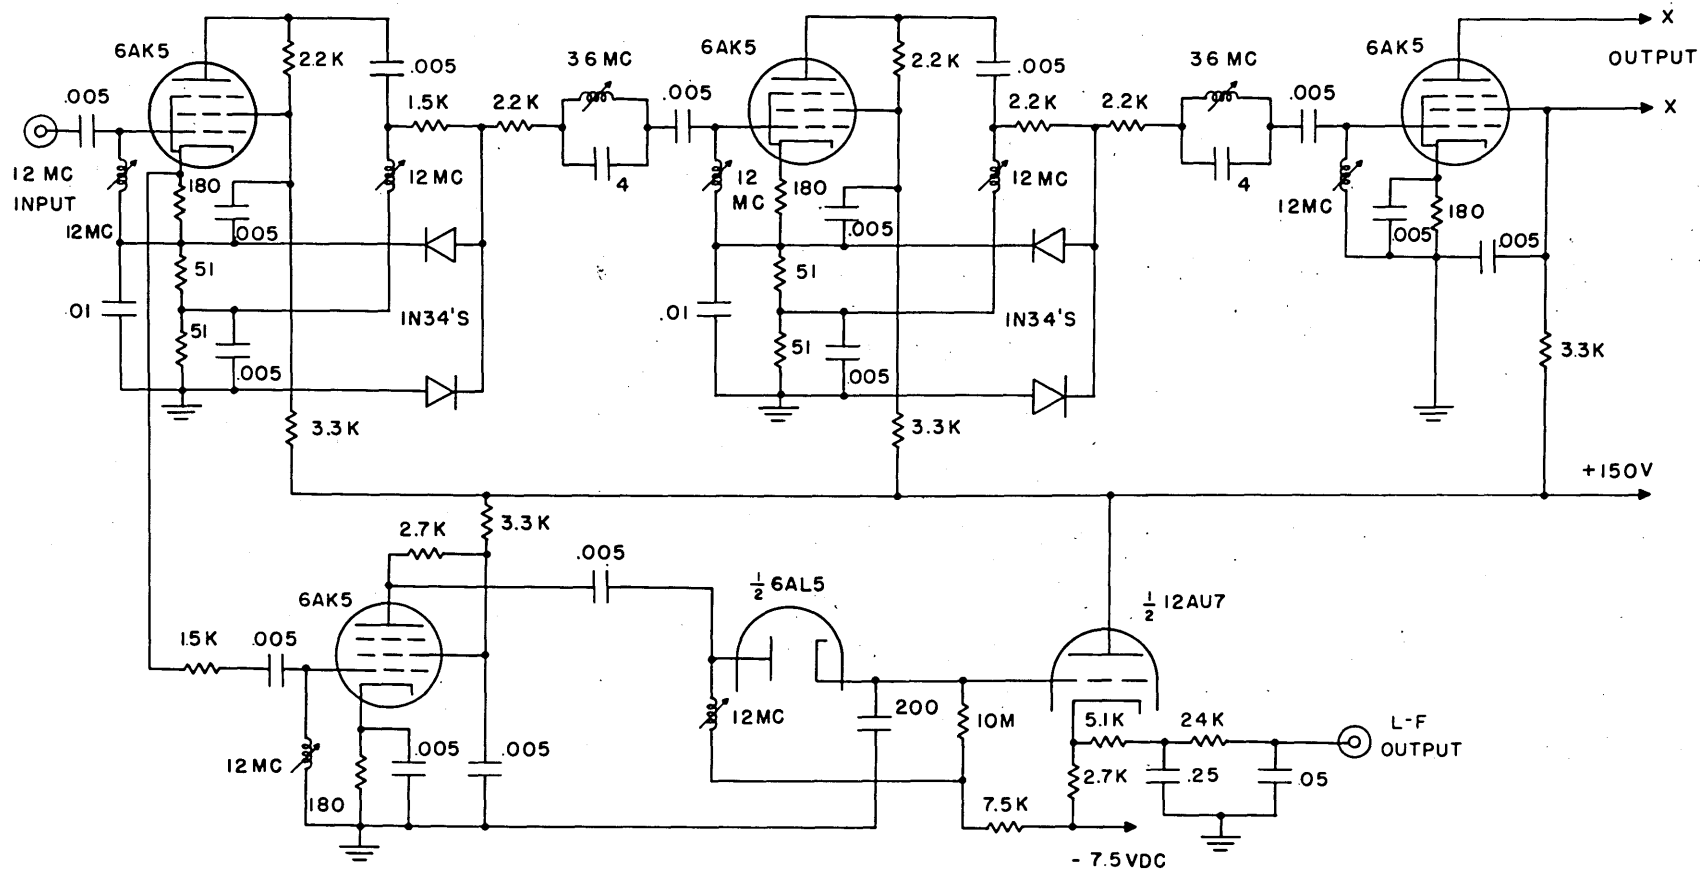 6AK5
2.2K
.005
36 MC
6AK5
2.2K
.005
36 MC
6AK5
X
OUTPUT
X
.005
1.5K
2.2K
.005
2.2K
2.2K
.005
12 MC
INPUT
12MC
180
.005
12 MC
4
12
MC
180
.005
12 MC
4
12MC
180
.005
.005
.01
51
51
.005
IN34'S
.01
51
51
.005
IN34'S
3.3K
3.3K
3.3K
+150V
2.7K
3.3K
.005
1/2 6AL5
1/2 12AU7
6AK5
1.5K
.005
12MC
180
.005
.005
12MC
200
10M
5.1K
24K
L-F
OUTPUT
2.7K
.25
.05
7.5K
- 7.5VDC